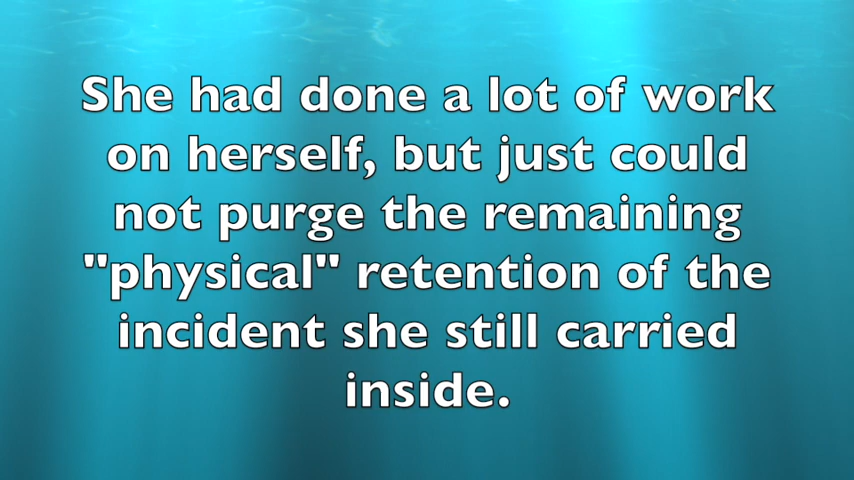 She had done a lot of work
on herself, but just could
not purge the remaining
"physical" retention of the
incident she still carried
inside.